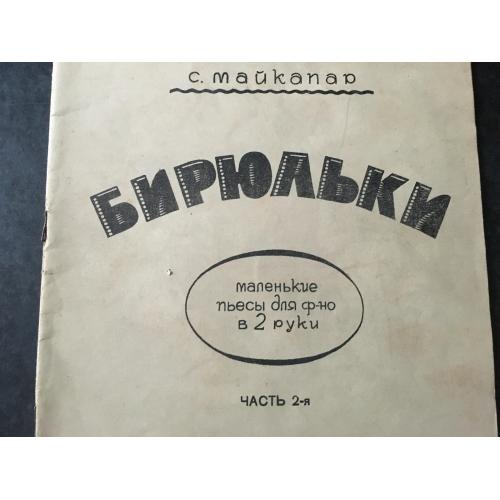 С. Майкапар
БИРЮЛЬКИ
маленькие
пьесы для ф-но
в 2 руки
ЧАСТЬ 2-я